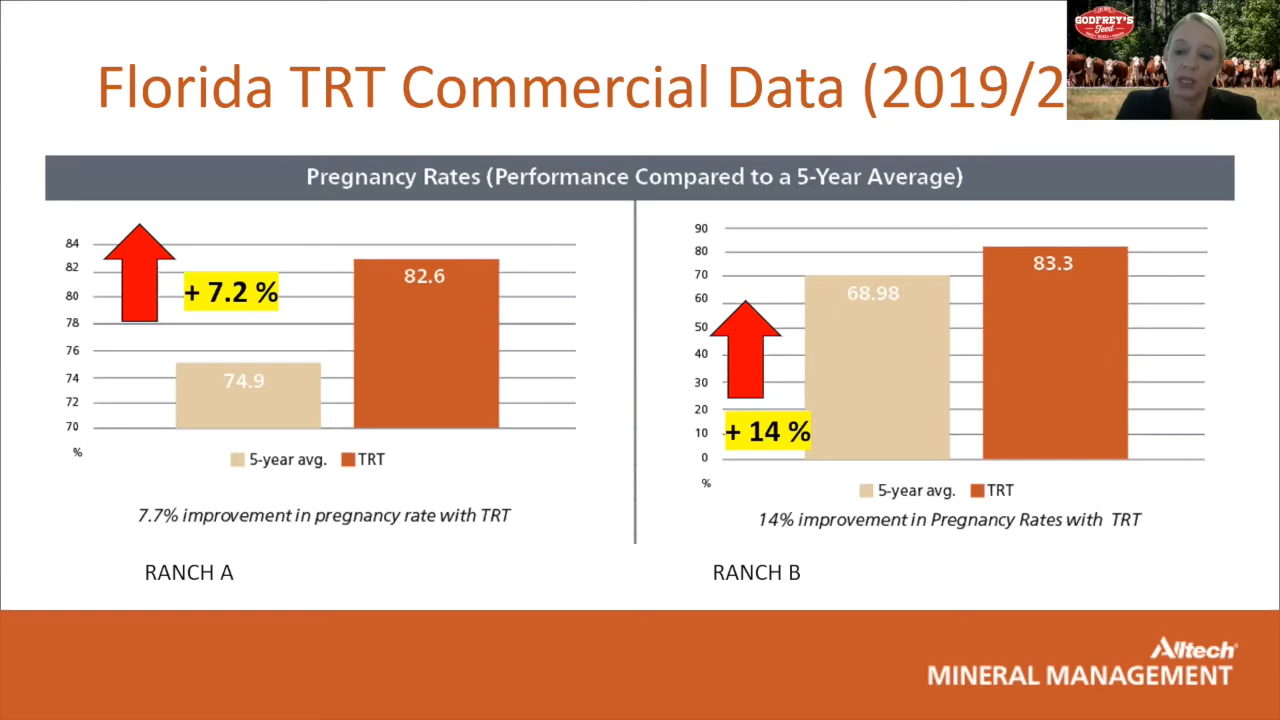 Florida TRT Commercial Data (2019/2
GODFREY'S
Feed
Pregnancy Rates (Performance Compared to a 5-Year Average)
84
82
80
78
76
74
72
70
%
+ 7.2 %
74.9
82.6
5-year avg. TRT
7.7% improvement in pregnancy rate with TRT
RANCH A
90
80
70
60
50
40
30
20
10
0
%
+ 14 %
68.98
83.3
5-year avg. TRT
14% improvement in Pregnancy Rates with TRT
RANCH B
Alltech
MINERAL MANAGEMENT